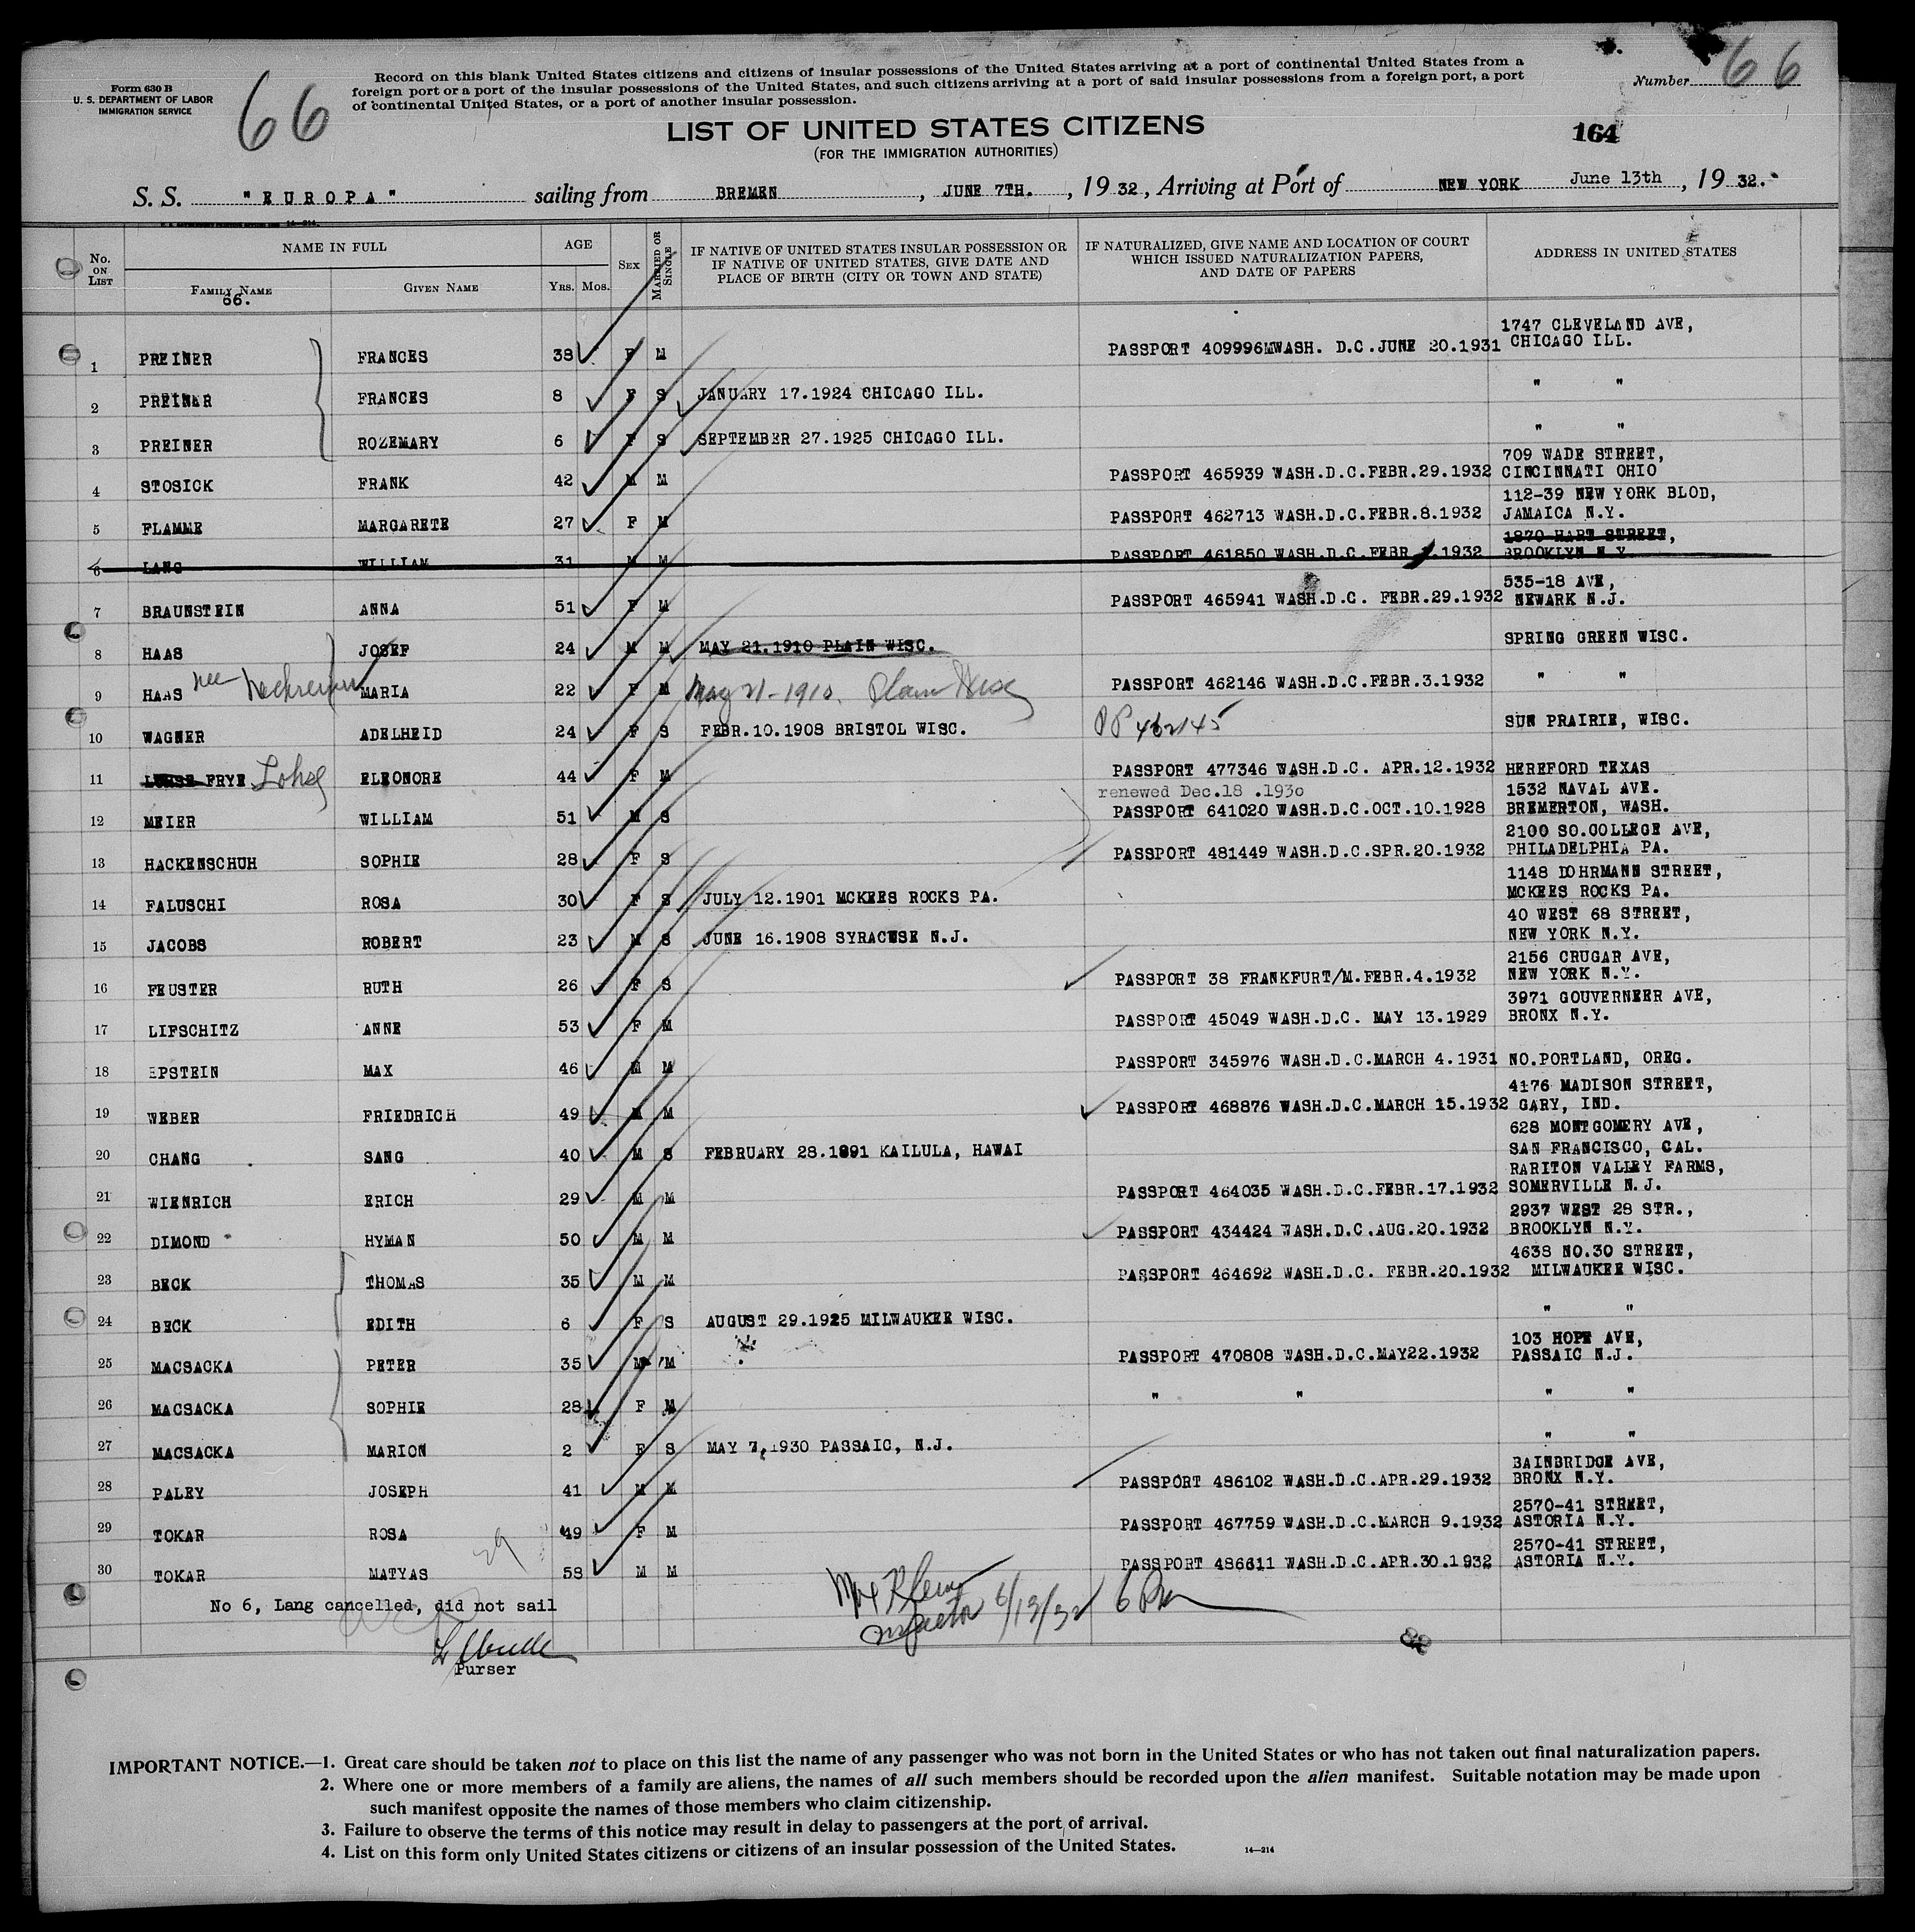 Form 630 B
U. S. DEPARTMENT OF LABOR
IMMIGRATION SERVICE
66
Record on this blank United States citizens and citizens of insular possessions of the United States arriving at a port of continental United States from a
foreign port or a port of the insular possessions of the United States, and such citizens arriving at a port of said insular possessions from a foreign port, a port
of continental United States, or a port of another insular possession.
Number 66
LIST OF UNITED STATES CITIZENS
(FOR THE IMMIGRATION AUTHORITIES)
164
S. S. "EUROPA" sailing from BREMEN, JUNE 7TH., 1932, Arriving at Port of NEW YORK June 13th, 1932.
No. ON LIST
NAME IN FULL
FAMILY NAME
66.
GIVEN NAME
AGE
YRS. MOS.
SEX
MARRIED OR SINGLE
IF NATIVE OF UNITED STATES INSULAR POSSESSION OR
IF NATIVE OF UNITED STATES, GIVE DATE AND
PLACE OF BIRTH (CITY OR TOWN AND STATE)
IF NATURALIZED, GIVE NAME AND LOCATION OF COURT
WHICH ISSUED NATURALIZATION PAPERS,
AND DATE OF PAPERS
ADDRESS IN UNITED STATES
1747 CLEVELAND AVE,
1 PREINER FRANCES 38 F M PASSPORT 409996MWASH. D.C.JUNE 20.1931 CHICAGO ILL.
2 PREINER FRANCES 8 F S JANUARY 17.1924 CHICAGO ILL. " "
3 PREINER ROZEMARY 6 F S SEPTEMBER 27.1925 CHICAGO ILL. " "
709 WADE STREET,
4 STOSICK FRANK 42 M M PASSPORT 465939 WASH.D.C.FEBR.29.1932 CINCINNATI OHIO
112-39 NEW YORK BLOD,
5 FLAMME MARGARETE 27 F M PASSPORT 462713 WASH.D.C.FEBR.8.1932 JAMAICA N.Y.
1870 HART STREET,
6 LANG WILLIAM 31 M M PASSPORT 461850 WASH.D.C.FEBR .1932 BROOKLYN N.Y.
535-18 AVE,
7 BRAUNSTEIN ANNA 51 F M PASSPORT 465941 WASH.D.C. FEBR.29.1932 NEWARK N.J.
8 HAAS JOSEF 24 M M MAY 21.1910 PLAIN WISC. SPRING GREEN WISC.
9 HAAS nee MARIA 22 F M May 21-1910. Plain Wisc PASSPORT 462146 WASH.D.C.FEBR.3.1932 " "
10 WAGNER ADELHEID 24 F S FEBR.10.1908 BRISTOL WISC. PP 462145 SUN PRAIRIE, WISC.
11 LOHSE FRYE Lohse ELEONORE 44 F M PASSPORT 477346 WASH.D.C. APR.12.1932 HEREFORD TEXAS
renewed Dec.18 .1930 1532 NAVAL AVE.
12 MEIER WILLIAM 51 M S PASSPORT 641020 WASH.D.C.OCT.10.1928 BREMERTON, WASH.
2100 SO.COLLEGE AVE,
13 HACKENSCHUH SOPHIE 28 F S PASSPORT 481449 WASH.D.C.SPR.20.1932 PHILADELPHIA PA.
1148 DOHRMANN STREET,
14 FALUSCHI ROSA 30 F S JULY 12.1901 MCKEES ROCKS PA. MCKEES ROCKS PA.
40 WEST 68 STREET,
15 JACOBS ROBERT 23 M S JUNE 16.1908 SYRACUSE N.J. NEW YORK N.Y.
2156 CRUGAR AVE,
16 FEUSTER RUTH 26 F S PASSPORT 38 FRANKFURT/M.FEBR.4.1932 NEW YORK N.Y.
3971 GOUVERNEER AVE,
17 LIFSCHITZ ANNE 53 F M PASSPORT 45049 WASH.D.C. MAY 13.1929 BRONX N.Y.
18 EPSTEIN MAX 46 M M PASSPORT 345976 WASH.D.C.MARCH 4.1931 NO.PORTLAND, OREG.
4176 MADISON STREET,
19 WEBER FRIEDRICH 49 M M PASSPORT 468876 WASH.D.C.MARCH 15.1932 GARY, IND.
628 MONTGOMERY AVE,
20 CHANG SANG 40 M S FEBRUARY 28.1891 KAILULA, HAWAI SAN FRANCISCO, CAL.
RARITON VALLEY FARMS,
21 WIENRICH ERICH 29 M M PASSPORT 464035 WASH.D.C.FEBR.17.1932 SOMERVILLE N.J.
2937 WEST 28 STR.,
22 DIMOND HYMAN 50 M M PASSPORT 434424 WASH.D.C.AUG.20.1932 BROOKLYN N.Y.
4638 NO.30 STREET,
23 BECK THOMAS 35 M M PASSPORT 464692 WASH.D.C. FEBR.20.1932 MILWAUKEE WISC.
24 BECK EDITH 6 F S AUGUST 29.1925 MILWAUKEE WISC. " "
103 HOPE AVE,
25 MACSACKA PETER 35 M M PASSPORT 470808 WASH.D.C.MAY22.1932 PASSAIC N.J.
26 MACSACKA SOPHIE 28 F M " " " "
27 MACSACKA MARION 2 F S MAY 7,1930 PASSAIC, N.J. " "
BAINBRIDGE AVE,
28 PALEY JOSEPH 41 M M PASSPORT 486102 WASH.D.C.APR.29.1932 BRONX N.Y.
2570-41 STREET,
29 TOKAR ROSA 49 F M PASSPORT 467759 WASH.D.C.MARCH 9.1932 ASTORIA N.Y.
29
2570-41 STREET,
30 TOKAR MATYAS 58 M M PASSPORT 486611 WASH.D.C.APR.30.1932 ASTORIA N.Y.
No 6, Lang cancelled, did not sail
Inspector 6/13/32 6 Pm
Purser
IMPORTANT NOTICE.—1. Great care should be taken not to place on this list the name of any passenger who was not born in the United States or who has not taken out final naturalization papers.
2. Where one or more members of a family are aliens, the names of all such members should be recorded upon the alien manifest. Suitable notation may be made upon
such manifest opposite the names of those members who claim citizenship.
3. Failure to observe the terms of this notice may result in delay to passengers at the port of arrival.
4. List on this form only United States citizens or citizens of an insular possession of the United States.
14—214